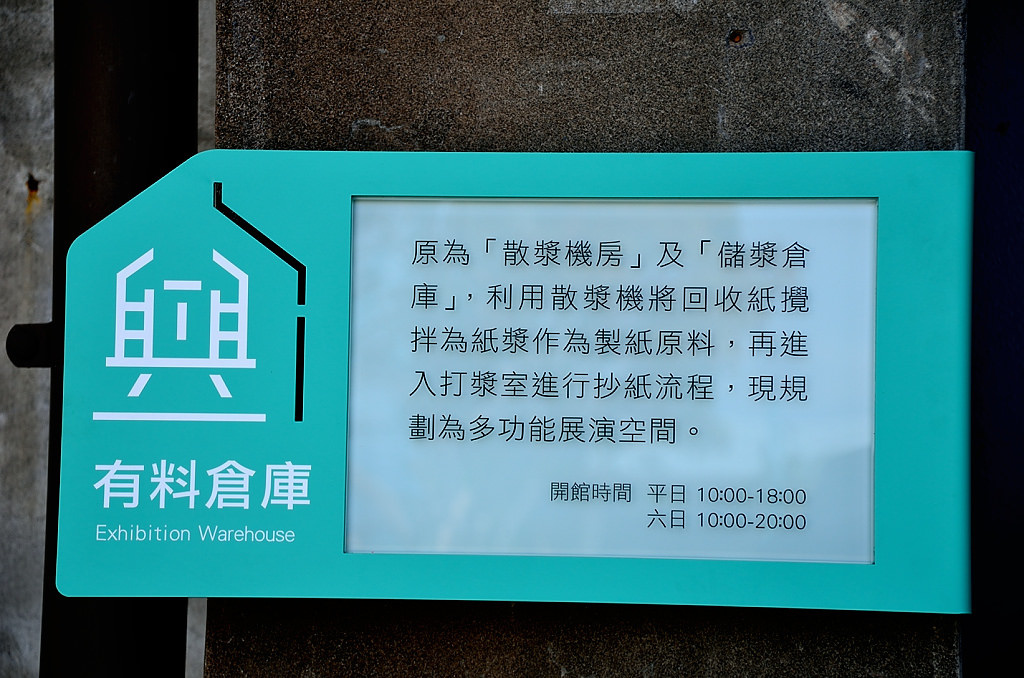 興
有料倉庫
Exhibition Warehouse
原為「散漿機房」及「儲漿倉
庫」，利用散漿機將回收紙攪
拌為紙漿作為製紙原料，再進
入打漿室進行抄紙流程，現規
劃為多功能展演空間。
開館時間 平日 10:00-18:00
六日 10:00-20:00